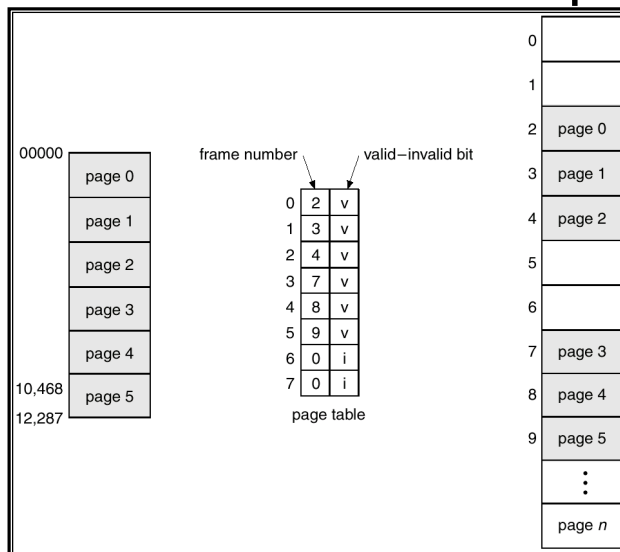 00000
page 0
page 1
page 2
page 3
page 4
10,468
page 5
12,287
frame number
valid–invalid bit
0 2 v
1 3 v
2 4 v
3 7 v
4 8 v
5 9 v
6 0 i
7 0 i
page table
0
1
2 page 0
3 page 1
4 page 2
5
6
7 page 3
8 page 4
9 page 5
⋮
page n